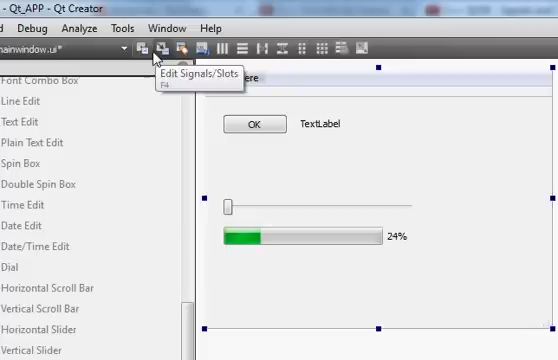 - Qt_APP - Qt Creator
Debug Analyze Tools Window Help
mainwindow.ui*
Edit Signals/Slots
F4
ere
Font Combo Box
Line Edit
Text Edit
Plain Text Edit
Spin Box
Double Spin Box
Time Edit
Date Edit
Date/Time Edit
Dial
Horizontal Scroll Bar
Vertical Scroll Bar
Horizontal Slider
Vertical Slider
OK
TextLabel
24%